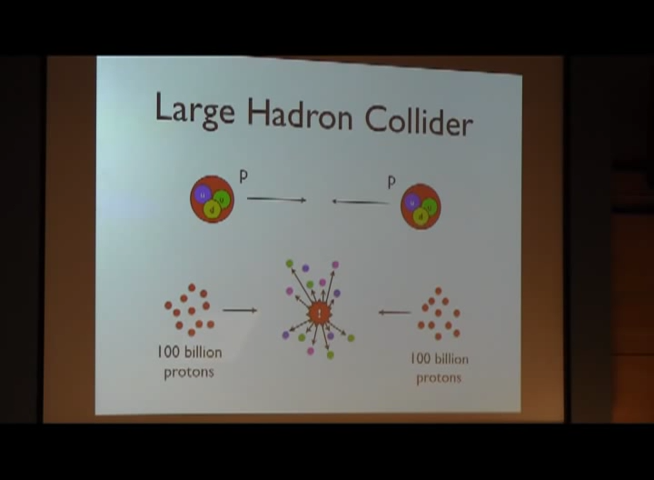 Large Hadron Collider
P
P
u
u
d
u
u
d
!
100 billion
protons
100 billion
protons